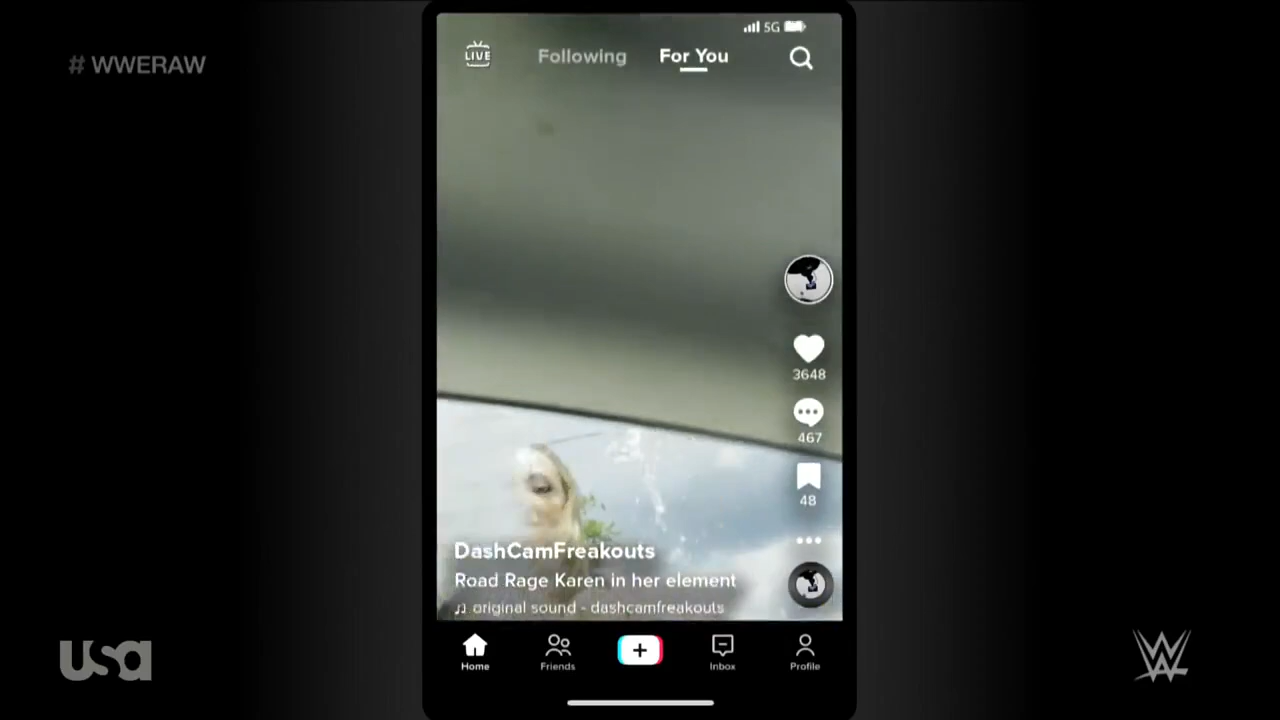 # WWERAW
5G
LIVE
Following
For You
3648
467
48
DashCamFreakouts
Road Rage Karen in her element
♫ original sound - dashcamfreakouts
Home
Friends
Inbox
Profile
usa
W